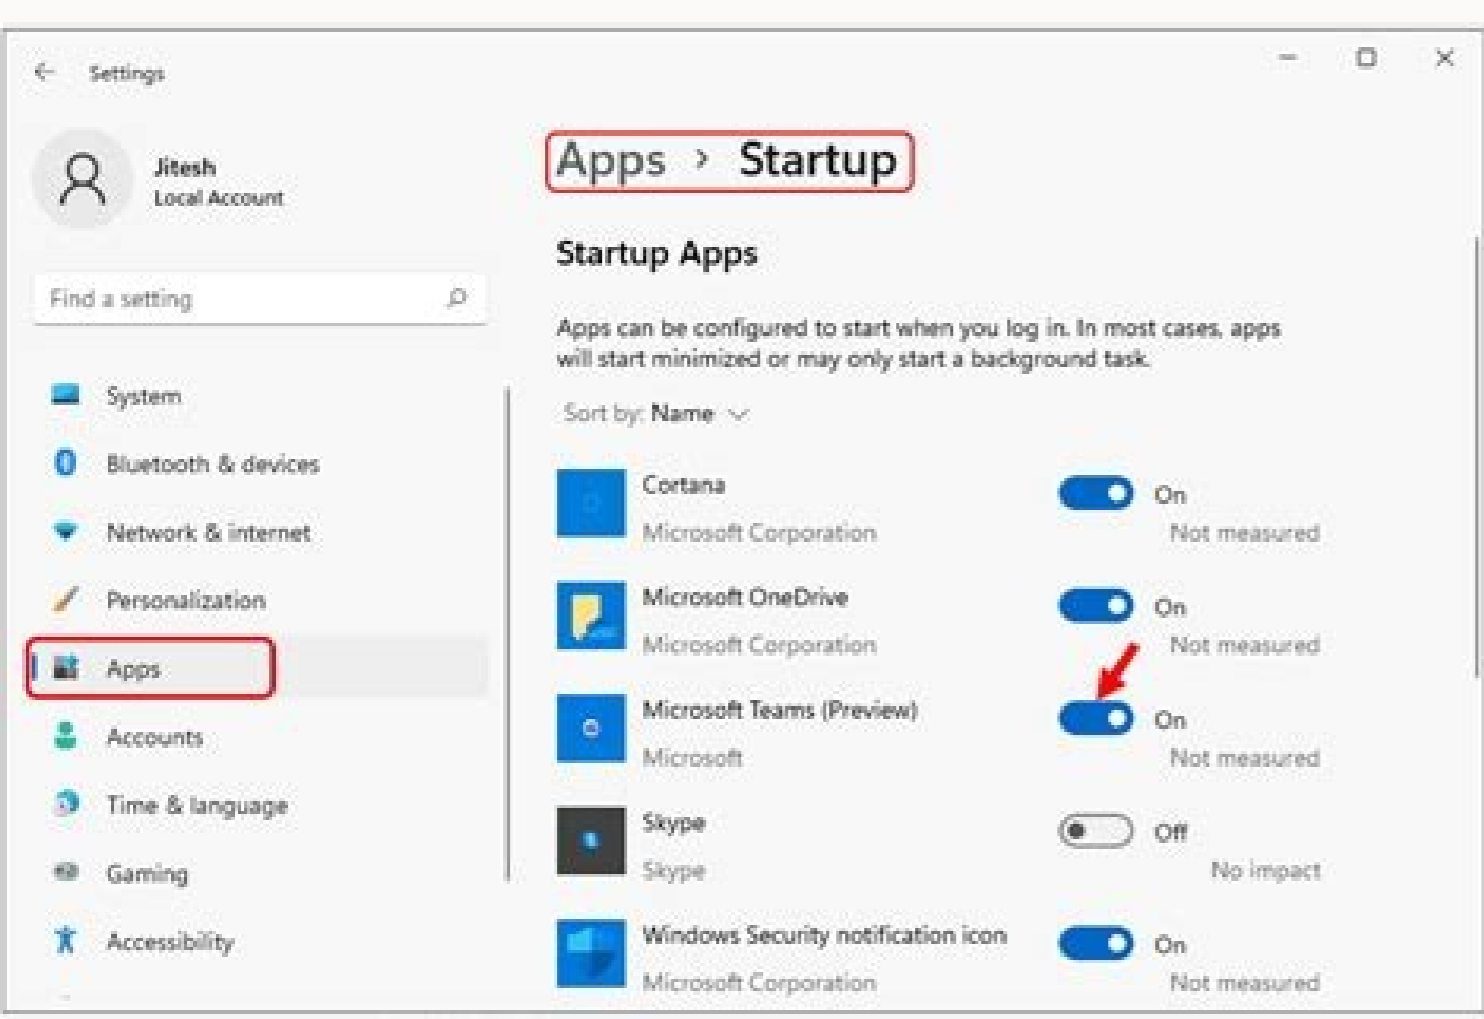 Settings
Jitesh
Local Account
Find a setting
System
Bluetooth & devices
Network & internet
Personalization
Apps
Accounts
Time & language
Gaming
Accessibility
Apps > Startup
Startup Apps
Apps can be configured to start when you log in. In most cases, apps
will start minimized or may only start a background task.
Sort by: Name
Cortana
On
Microsoft Corporation
Not measured
Microsoft OneDrive
On
Microsoft Corporation
Not measured
Microsoft Teams (Preview)
On
Microsoft
Not measured
Skype
Off
Skype
No impact
Windows Security notification icon
On
Microsoft Corporation
Not measured